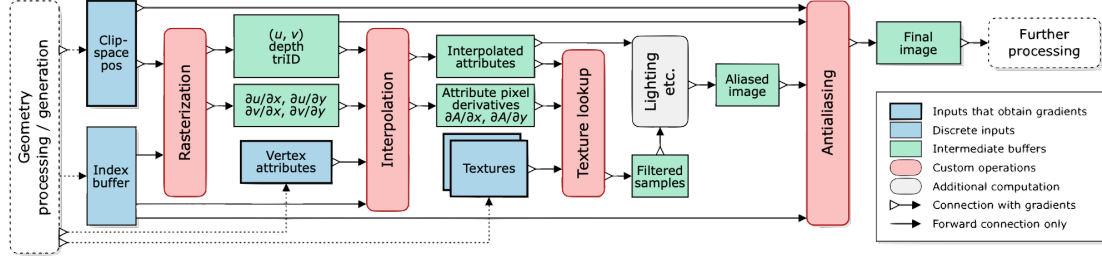 Geometry
processing / generation
Clip-
space
pos
Index
buffer
Rasterization
(u, v)
depth
triID
∂u/∂x, ∂u/∂y
∂v/∂x, ∂v/∂y
Vertex
attributes
Interpolation
Interpolated
attributes
Attribute pixel
derivatives
∂A/∂x, ∂A/∂y
Textures
Texture lookup
Lighting
etc.
Filtered
samples
Aliased
image
Antialiasing
Final
image
Further
processing
Inputs that obtain gradients
Discrete inputs
Intermediate buffers
Custom operations
Additional computation
Connection with gradients
Forward connection only